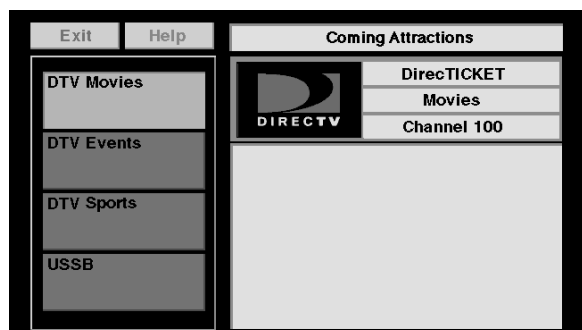 Exit
Help
Coming Attractions
DTV Movies
DTV Events
DTV Sports
USSB
DIRECTV
DirecTICKET
Movies
Channel 100